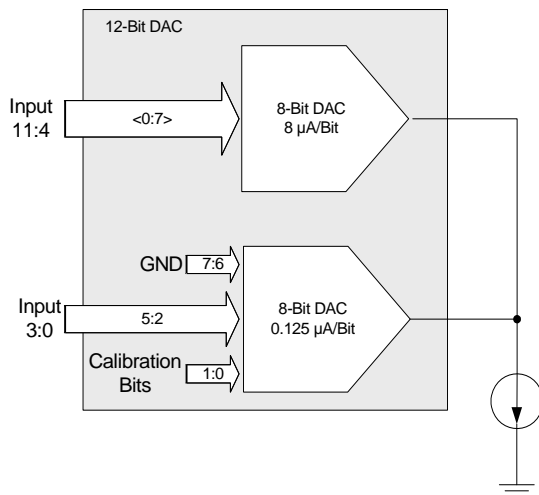 12-Bit DAC
Input
11:4
<0:7>
8-Bit DAC
8 µA/Bit
GND
7:6
Input
3:0
5:2
8-Bit DAC
0.125 µA/Bit
Calibration
Bits
1:0